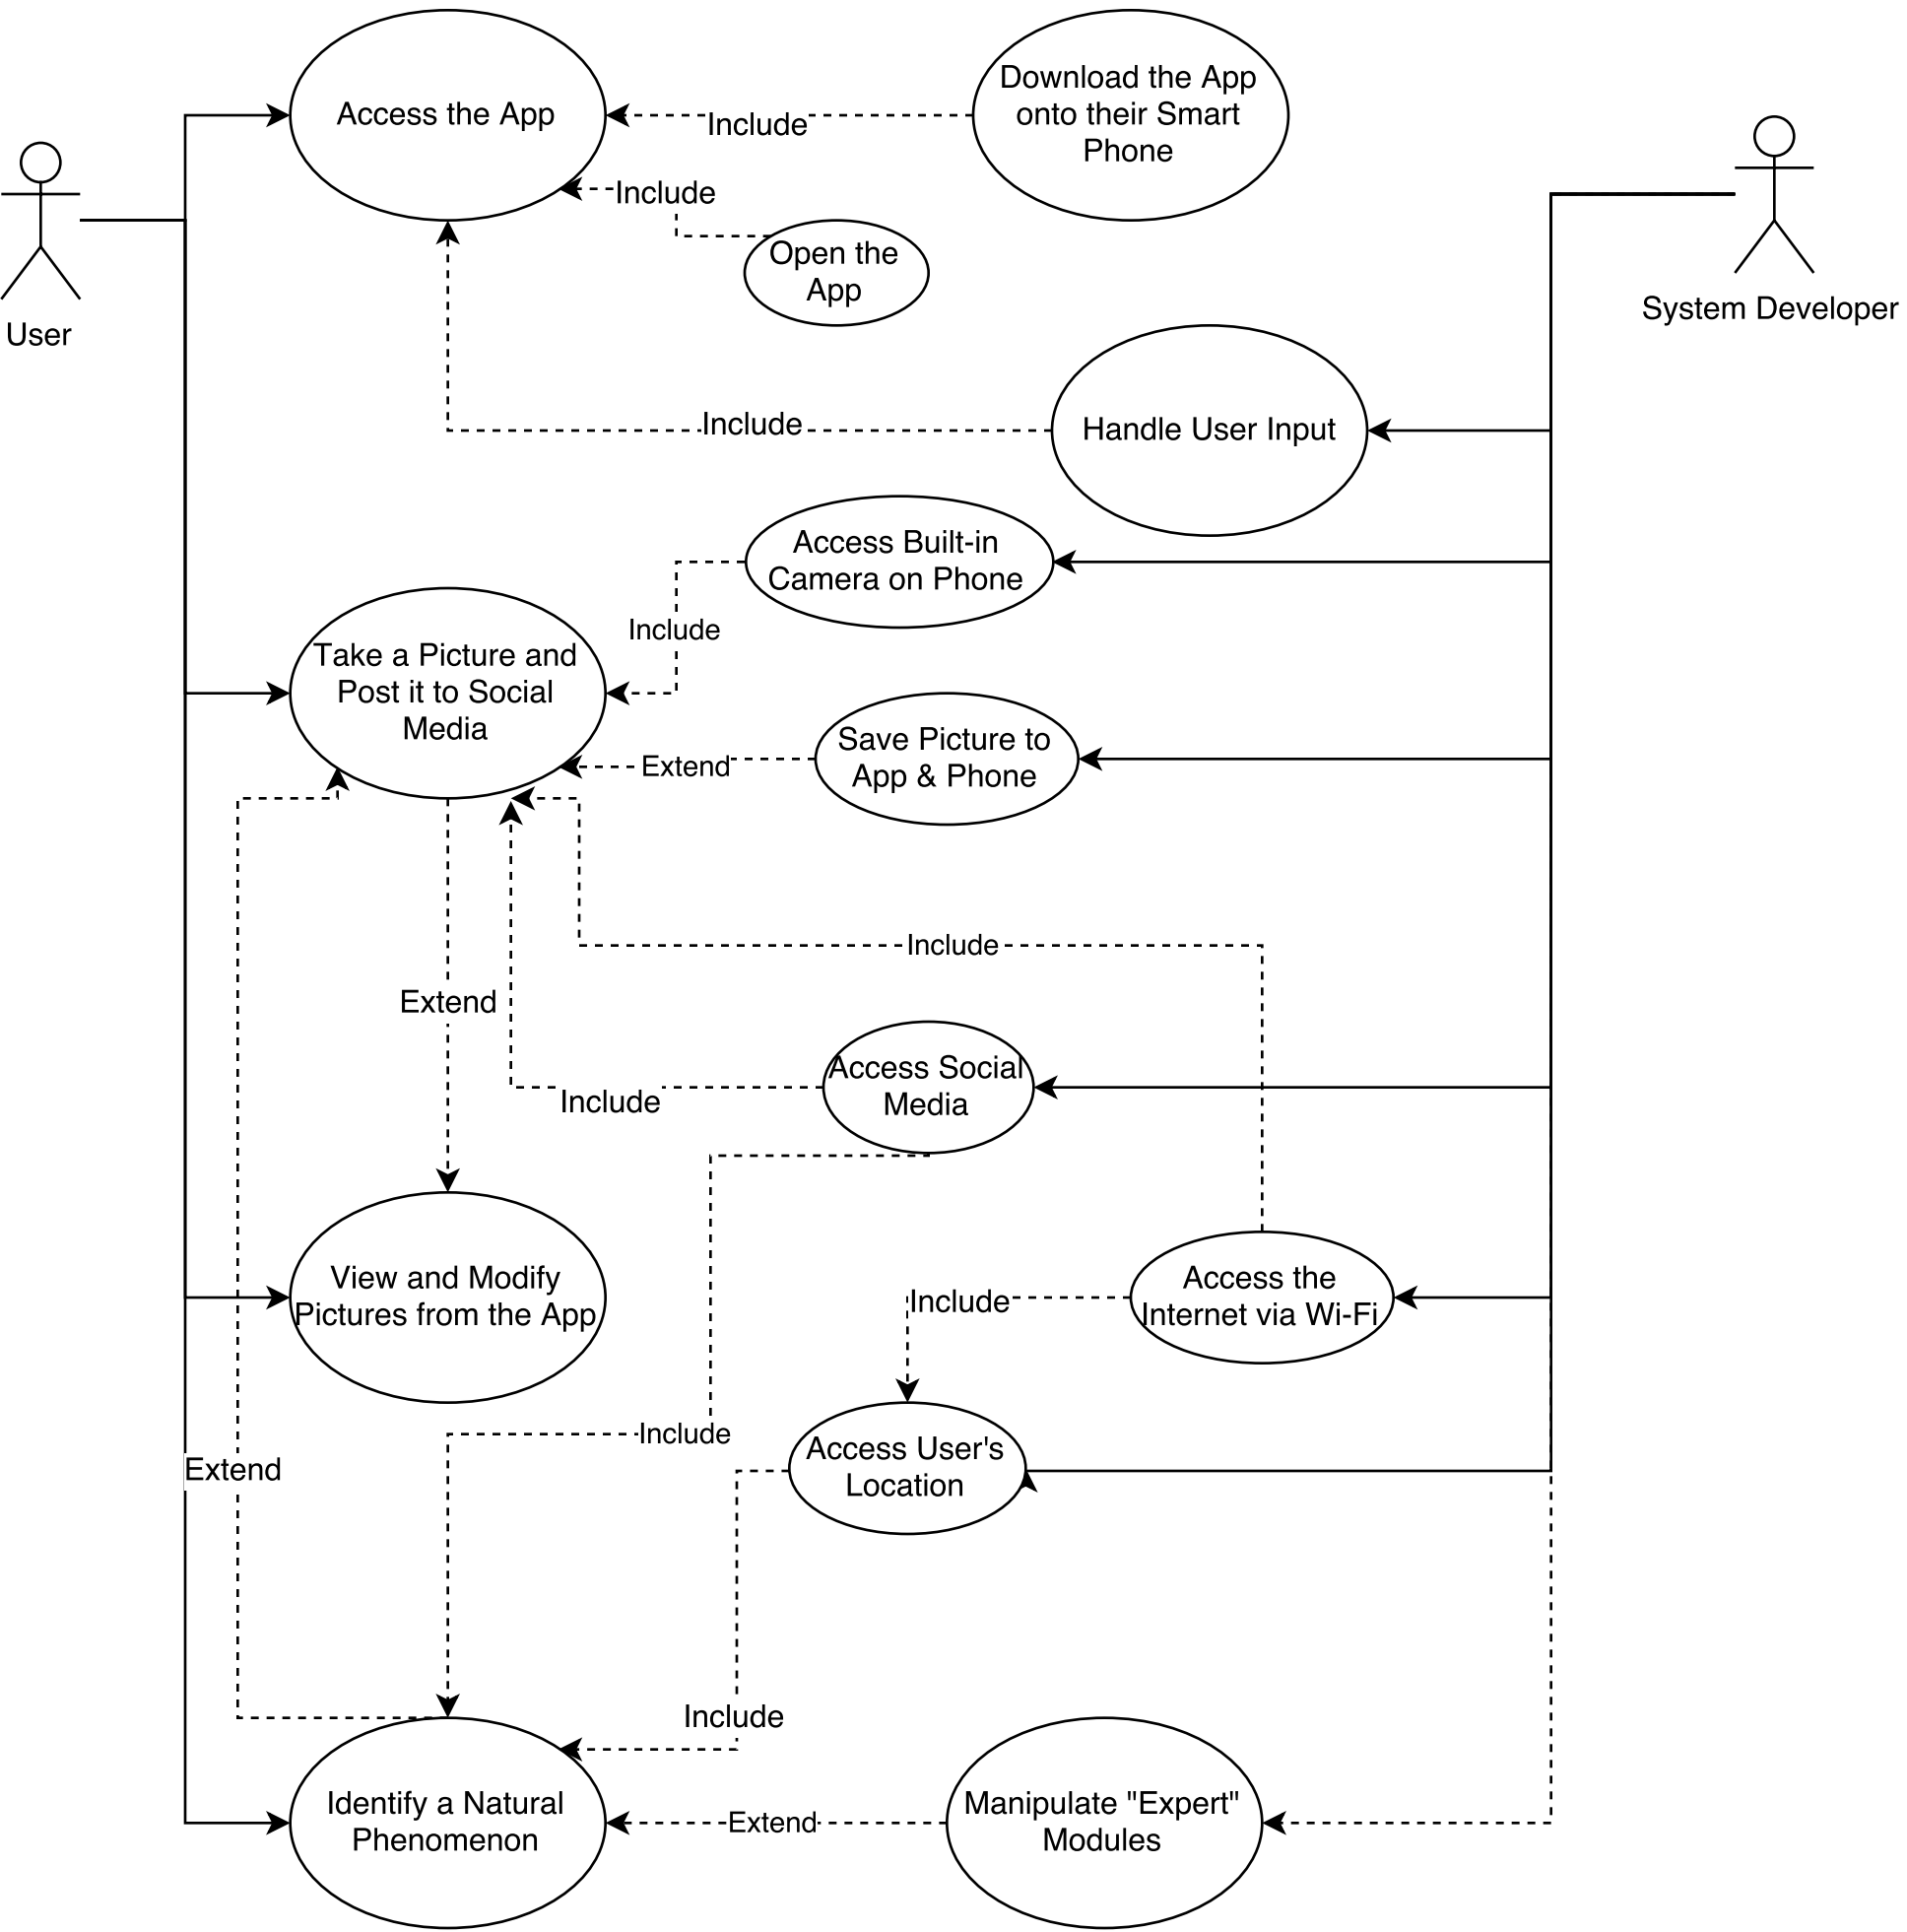 Access the App
Download the App
onto their Smart
Phone
Include
Include
Open the
App
User
System Developer
Include
Handle User Input
Access Built-in
Camera on Phone
Include
Take a Picture and
Post it to Social
Media
Save Picture to
App & Phone
Extend
Include
Extend
Access Social
Media
Include
View and Modify
Pictures from the App
Access the
Internet via Wi-Fi
Include
Include
Access User's
Location
Extend
Include
Identify a Natural
Phenomenon
Extend
Manipulate "Expert"
Modules